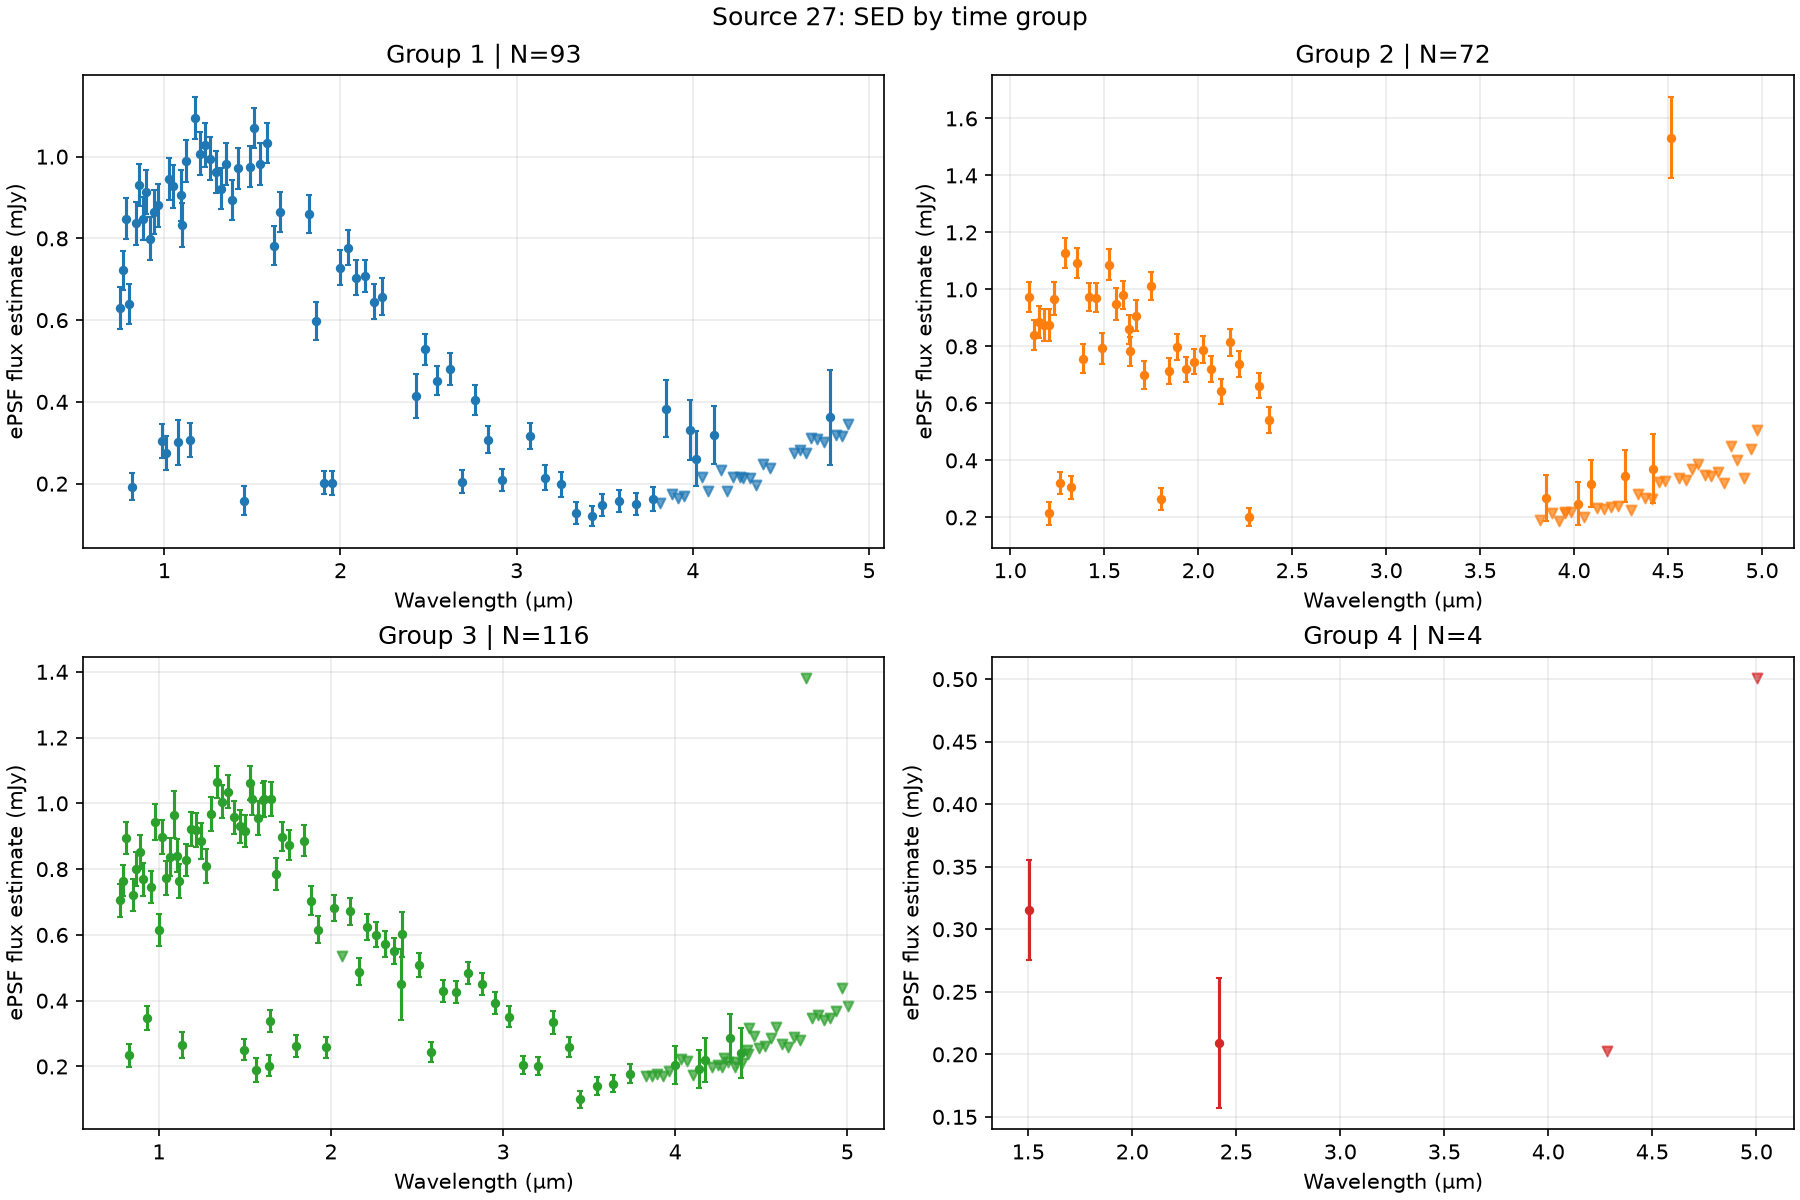 Source 27: SED by time group
Group 1 | N=93
ePSF flux estimate (mJy)
1.0
0.8
0.6
0.4
0.2
1 2 3 4 5
Wavelength (µm)
Group 2 | N=72
ePSF flux estimate (mJy)
1.6
1.4
1.2
1.0
0.8
0.6
0.4
0.2
1.0 1.5 2.0 2.5 3.0 3.5 4.0 4.5 5.0
Wavelength (µm)
Group 3 | N=116
ePSF flux estimate (mJy)
1.4
1.2
1.0
0.8
0.6
0.4
0.2
1 2 3 4 5
Wavelength (µm)
Group 4 | N=4
ePSF flux estimate (mJy)
0.50
0.45
0.40
0.35
0.30
0.25
0.20
0.15
1.5 2.0 2.5 3.0 3.5 4.0 4.5 5.0
Wavelength (µm)